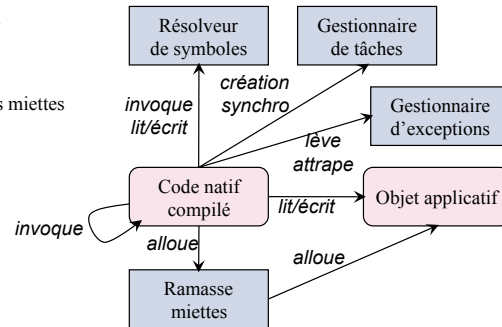 Résolveur
de symboles
Gestionnaire
de tâches
création
synchro
s miettes
invoque
lit/écrit
Gestionnaire
d'exceptions
lève
attrape
Code natif
compilé
lit/écrit
Objet applicatif
invoque
alloue
alloue
Ramasse
miettes